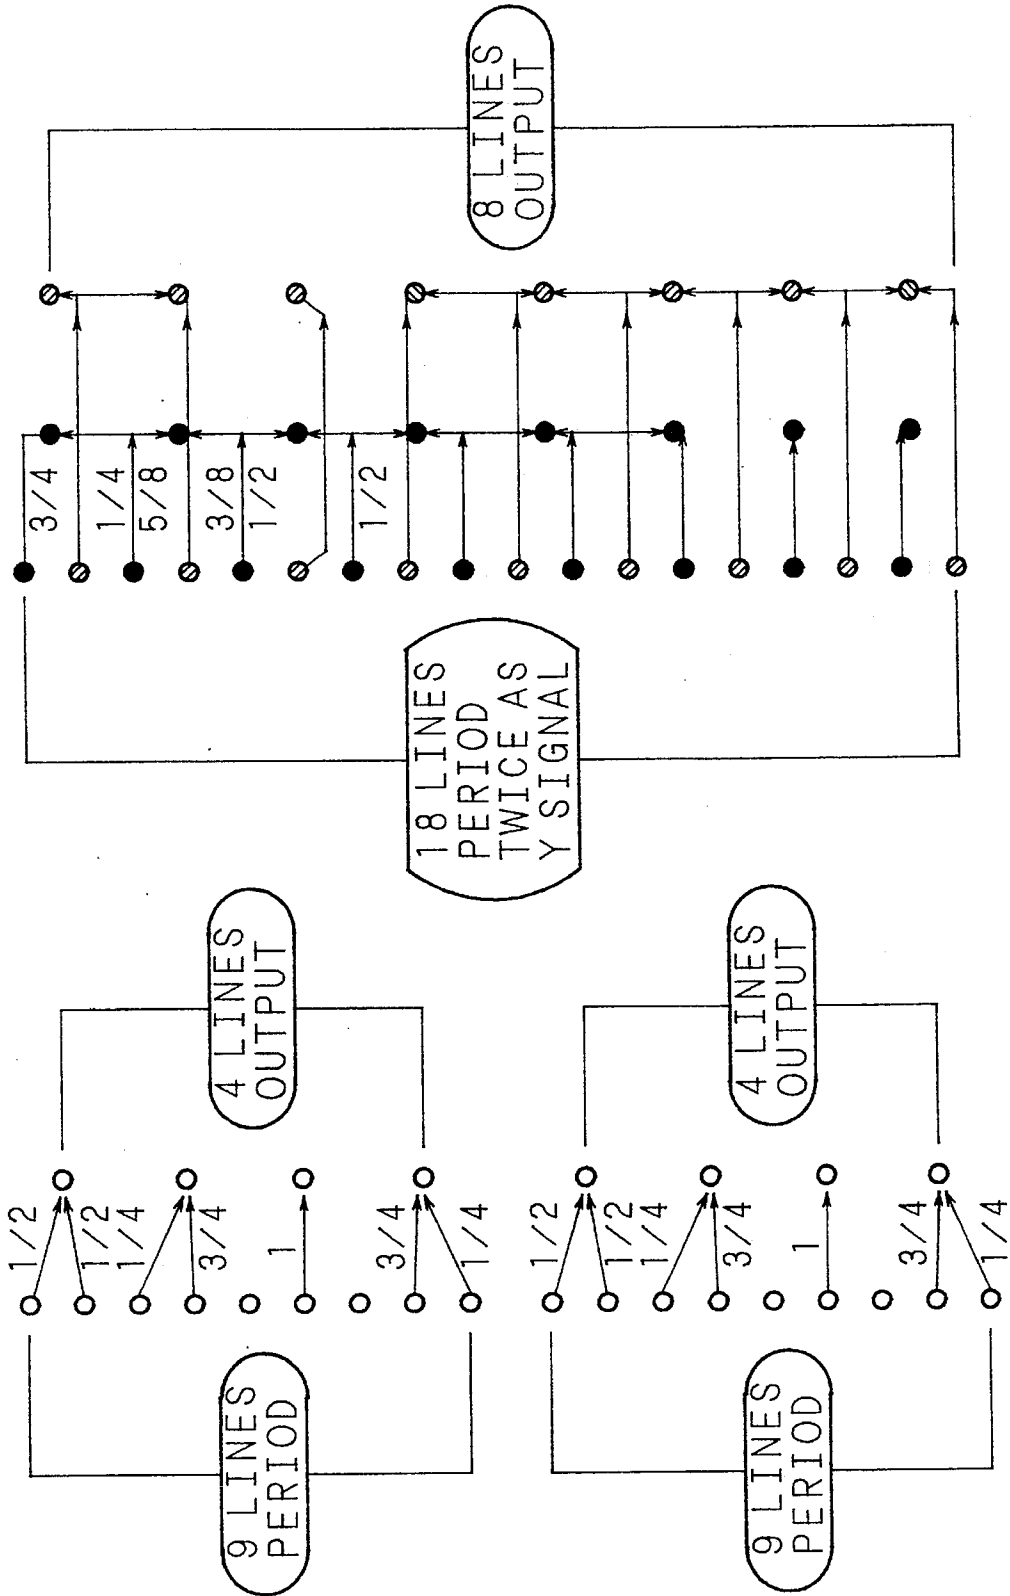 9 LINES
PERIOD
1/2
1/2
1/4
3/4
1
3/4
1/4
4 LINES
OUTPUT
9 LINES
PERIOD
1/2
1/2
1/4
3/4
1
3/4
1/4
4 LINES
OUTPUT
18 LINES
PERIOD
TWICE AS
Y SIGNAL
3/4
1/4
5/8
3/8
1/2
1/2
8 LINES
OUTPUT